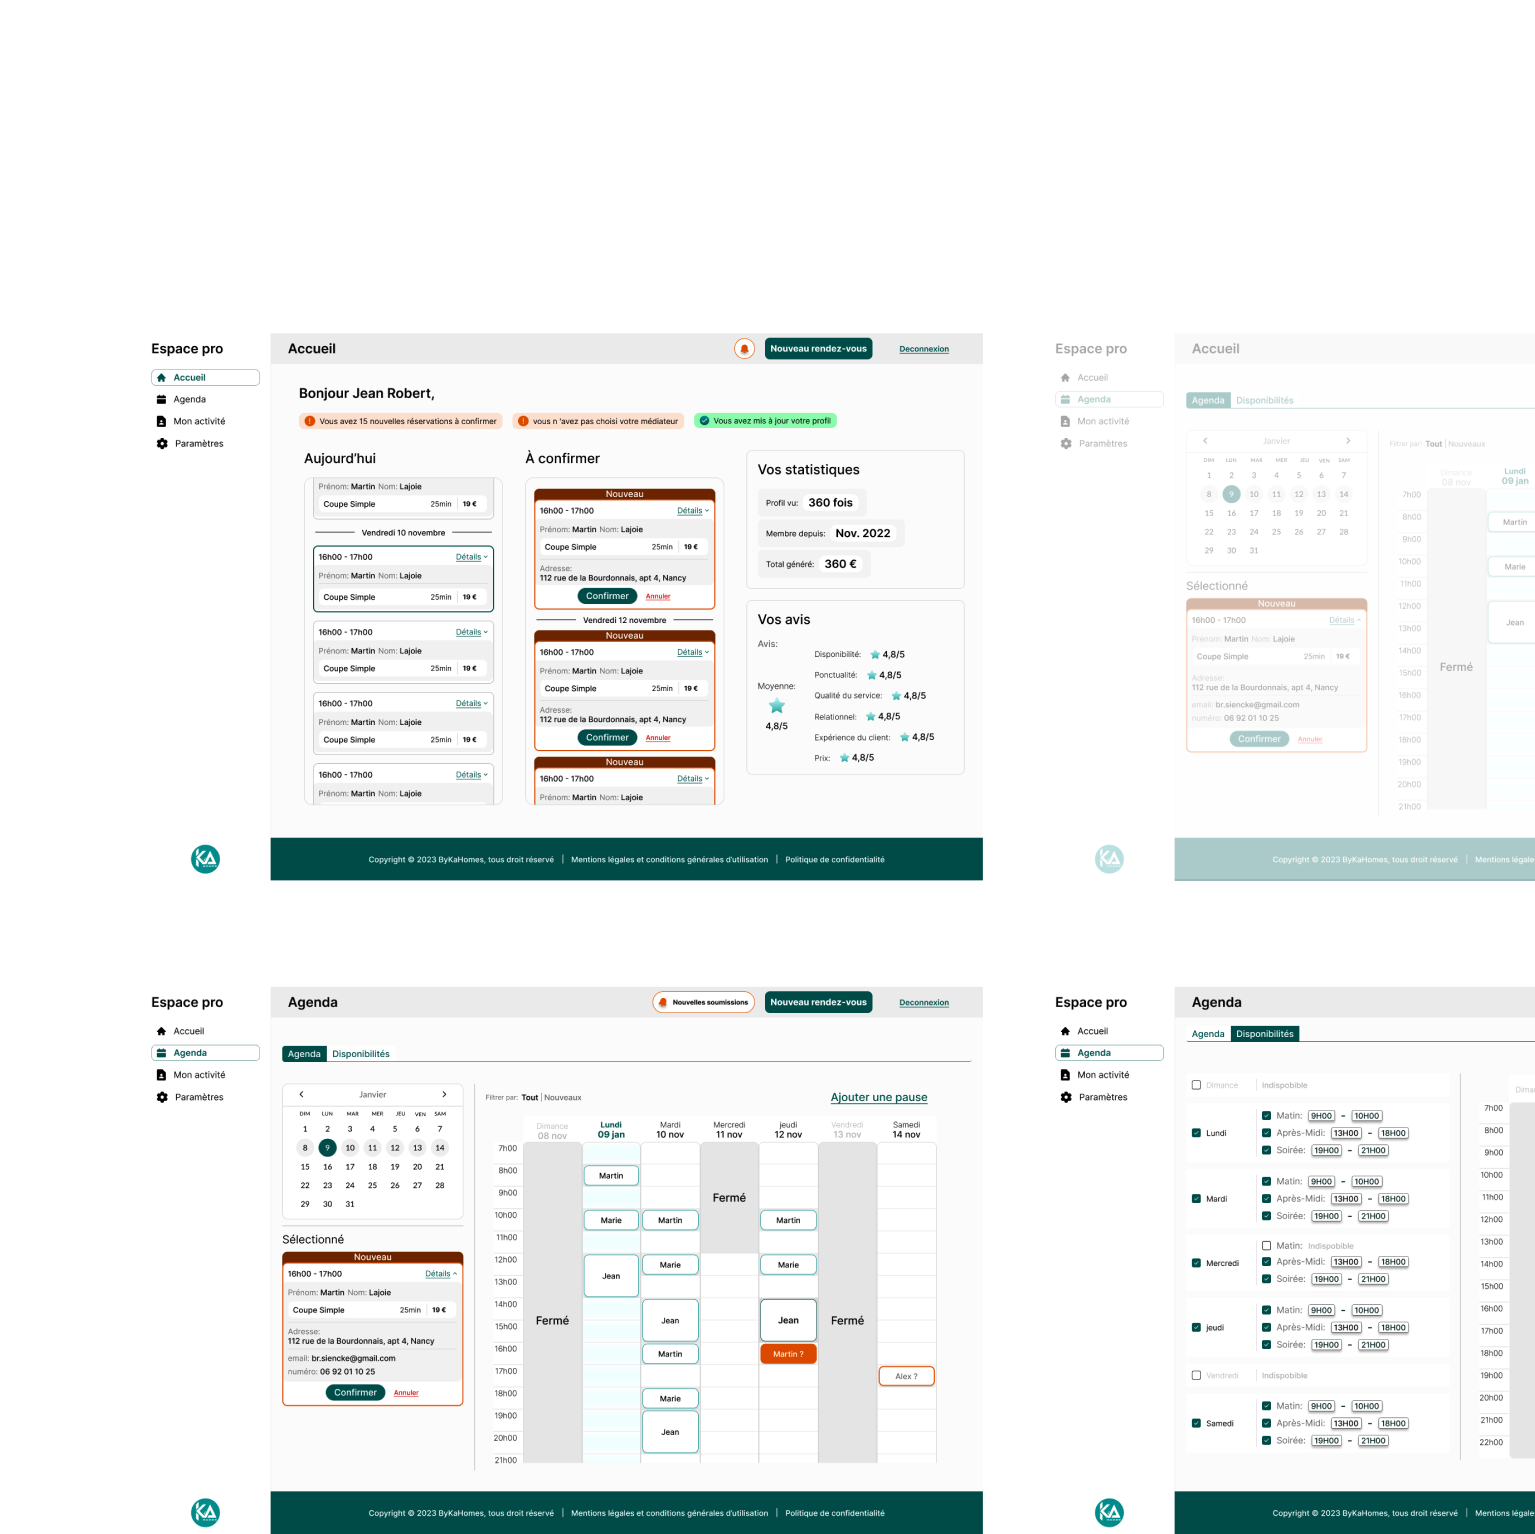 Espace pro
Accueil
Agenda
Mon activité
Paramètres
Accueil
Nouveau rendez-vous
Deconnexion
Bonjour Jean Robert,
Vous avez 15 nouvelles réservations à confirmer
vous n 'avez pas choisi votre médiateur
Vous avez mis à jour votre profil
Aujourd'hui
Prénom: Martin Nom: Lajoie
Coupe Simple 25min 19 €
Vendredi 10 novembre
16h00 - 17h00 Détails
Prénom: Martin Nom: Lajoie
Coupe Simple 25min 19 €
16h00 - 17h00 Détails
Prénom: Martin Nom: Lajoie
Coupe Simple 25min 19 €
16h00 - 17h00 Détails
Prénom: Martin Nom: Lajoie
Coupe Simple 25min 19 €
16h00 - 17h00 Détails
Prénom: Martin Nom: Lajoie
À confirmer
Nouveau
16h00 - 17h00 Détails
Prénom: Martin Nom: Lajoie
Coupe Simple 25min 19 €
Adresse:
112 rue de la Bourdonnais, apt 4, Nancy
Confirmer Annuler
Vendredi 12 novembre
Nouveau
16h00 - 17h00 Détails
Prénom: Martin Nom: Lajoie
Coupe Simple 25min 19 €
Adresse:
112 rue de la Bourdonnais, apt 4, Nancy
Confirmer Annuler
Nouveau
16h00 - 17h00 Détails
Prénom: Martin Nom: Lajoie
Vos statistiques
Profil vu: 360 fois
Membre depuis: Nov. 2022
Total généré: 360 €
Vos avis
Avis:
Moyenne:
4,8/5
Disponibilité: 4,8/5
Ponctualité: 4,8/5
Qualité du service: 4,8/5
Relationnel: 4,8/5
Expérience du client: 4,8/5
Prix: 4,8/5
KA
Copyright © 2023 ByKaHomes, tous droit réservé | Mentions légales et conditions générales d'utilisation | Politique de confidentialité
Espace pro
Accueil
Agenda
Mon activité
Paramètres
Accueil
Agenda Disponibilités
Janvier
DIM LUN MAR MER JEU VEN SAM
1 2 3 4 5 6 7
8 9 10 11 12 13 14
15 16 17 18 19 20 21
22 23 24 25 26 27 28
29 30 31
Sélectionné
Nouveau
16h00 - 17h00 Détails
Prénom: Martin Nom: Lajoie
Coupe Simple 25min 19 €
Adresse:
112 rue de la Bourdonnais, apt 4, Nancy
email: br.siencke@gmail.com
numéro: 06 92 01 10 25
Confirmer Annuler
Filtrer par: Tout | Nouveaux
Dimance
08 nov
Lundi
09 jan
7h00
8h00
9h00
10h00
11h00
12h00
13h00
14h00
15h00
16h00
17h00
18h00
19h00
20h00
21h00
Fermé
Martin
Marie
Jean
KA
Copyright © 2023 ByKaHomes, tous droit réservé | Mentions légale
Espace pro
Accueil
Agenda
Mon activité
Paramètres
Agenda
Nouvelles soumissions
Nouveau rendez-vous
Deconnexion
Agenda Disponibilités
Janvier
DIM LUN MAR MER JEU VEN SAM
1 2 3 4 5 6 7
8 9 10 11 12 13 14
15 16 17 18 19 20 21
22 23 24 25 26 27 28
29 30 31
Sélectionné
Nouveau
16h00 - 17h00 Détails
Prénom: Martin Nom: Lajoie
Coupe Simple 25min 19 €
Adresse:
112 rue de la Bourdonnais, apt 4, Nancy
email: br.siencke@gmail.com
numéro: 06 92 01 10 25
Confirmer Annuler
Filtrer par: Tout | Nouveaux
Ajouter une pause
Dimance Lundi Mardi Mercredi jeudi Vendredi Samedi
08 nov 09 jan 10 nov 11 nov 12 nov 13 nov 14 nov
7h00
8h00 Martin
9h00 Fermé
10h00 Marie Martin Martin
11h00
12h00 Marie Marie
13h00 Jean
14h00
15h00 Fermé Jean Jean Fermé
16h00 Martin Martin ?
17h00 Alex ?
18h00 Marie
19h00 Jean
20h00
21h00
KA
Copyright © 2023 ByKaHomes, tous droit réservé | Mentions légales et conditions générales d'utilisation | Politique de confidentialité
Espace pro
Accueil
Agenda
Mon activité
Paramètres
Agenda
Agenda Disponibilités
Dimance Indispobible
Lundi
Matin: 9H00 - 10H00
Après-Midi: 13H00 - 18H00
Soirée: 19H00 - 21H00
Mardi
Matin: 9H00 - 10H00
Après-Midi: 13H00 - 18H00
Soirée: 19H00 - 21H00
Mercredi
Matin: Indispobible
Après-Midi: 13H00 - 18H00
Soirée: 19H00 - 21H00
jeudi
Matin: 9H00 - 10H00
Après-Midi: 13H00 - 18H00
Soirée: 19H00 - 21H00
Vendredi Indispobible
Samedi
Matin: 9H00 - 10H00
Après-Midi: 13H00 - 18H00
Soirée: 19H00 - 21H00
Dima
7h00
8h00
9h00
10h00
11h00
12h00
13h00
14h00
15h00
16h00
17h00
18h00
19h00
20h00
21h00
22h00
KA
Copyright © 2023 ByKaHomes, tous droit réservé | Mentions légale